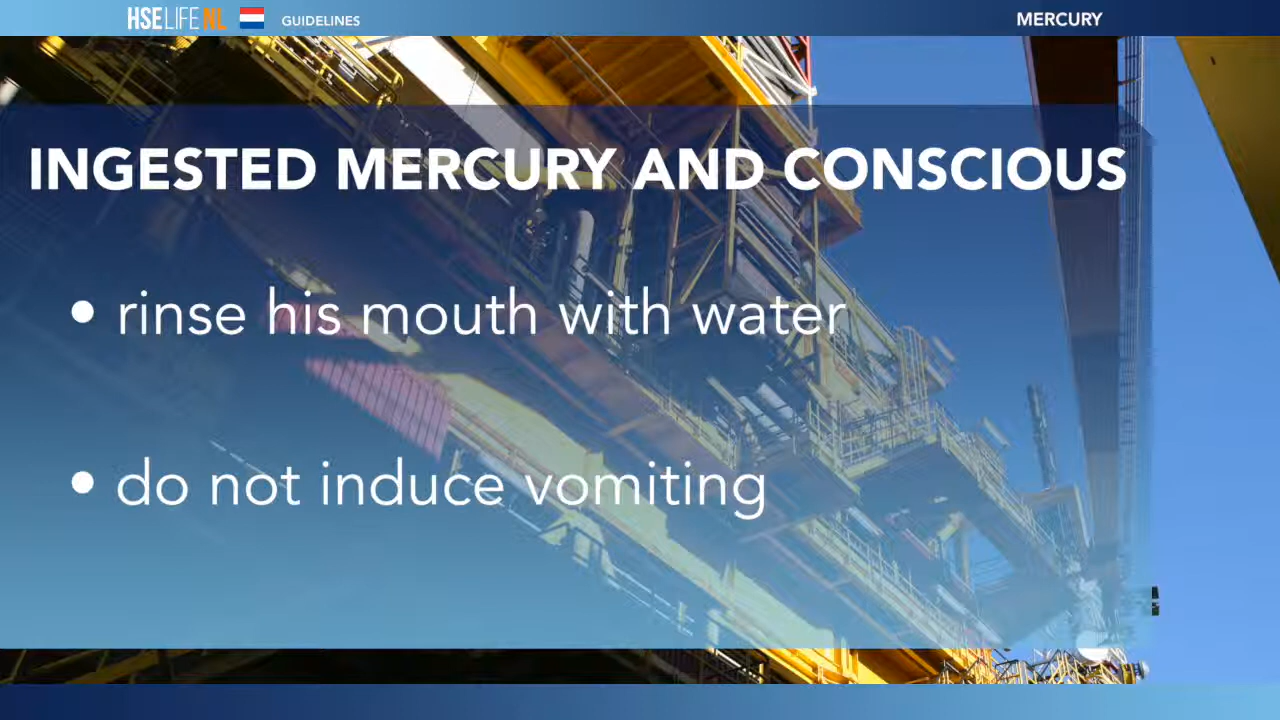 HSELIFE NL GUIDELINES MERCURY
INGESTED MERCURY AND CONSCIOUS
• rinse his mouth with water
• do not induce vomiting